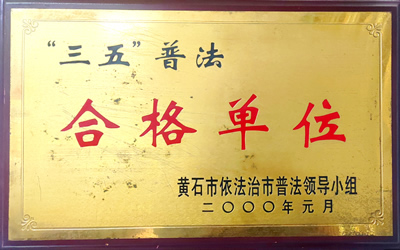 “三五”普法
合格单位
黄石市依法治市普法领导小组
二〇〇〇年元月